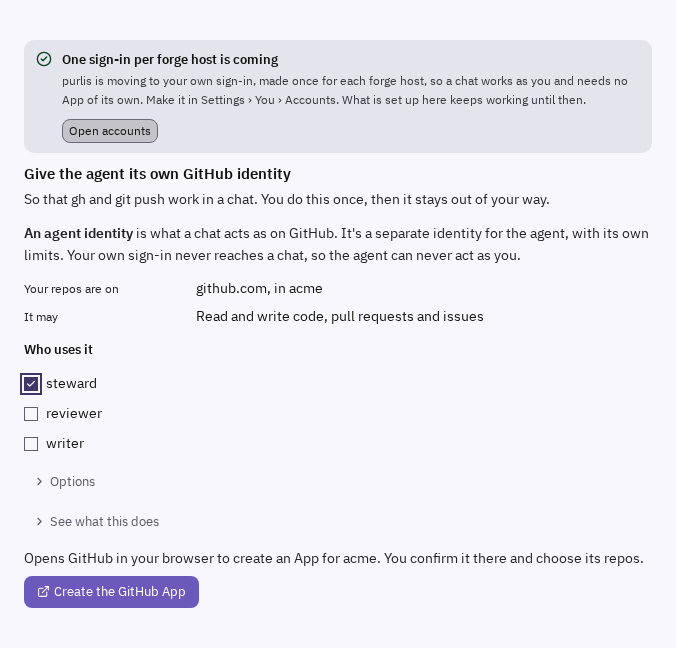 One sign-in per forge host is coming
purlis is moving to your own sign-in, made once for each forge host, so a chat works as you and needs no
App of its own. Make it in Settings › You › Accounts. What is set up here keeps working until then.
Open accounts
Give the agent its own GitHub identity
So that gh and git push work in a chat. You do this once, then it stays out of your way.
An agent identity is what a chat acts as on GitHub. It's a separate identity for the agent, with its own
limits. Your own sign-in never reaches a chat, so the agent can never act as you.
Your repos are on github.com, in acme
It may Read and write code, pull requests and issues
Who uses it
steward
reviewer
writer
Options
See what this does
Opens GitHub in your browser to create an App for acme. You confirm it there and choose its repos.
Create the GitHub App